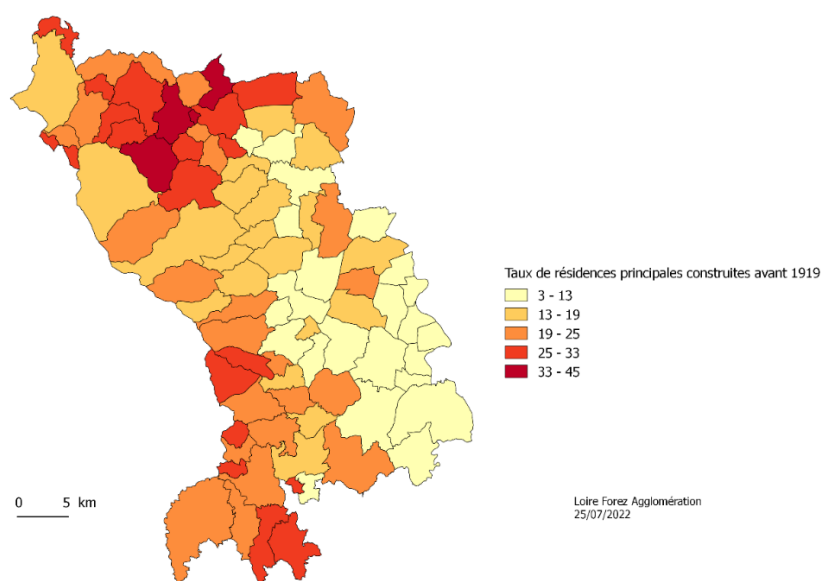 Taux de résidences principales construites avant 1919
3 - 13
13 - 19
19 - 25
25 - 33
33 - 45
0 5 km
Loire Forez Agglomération
25/07/2022